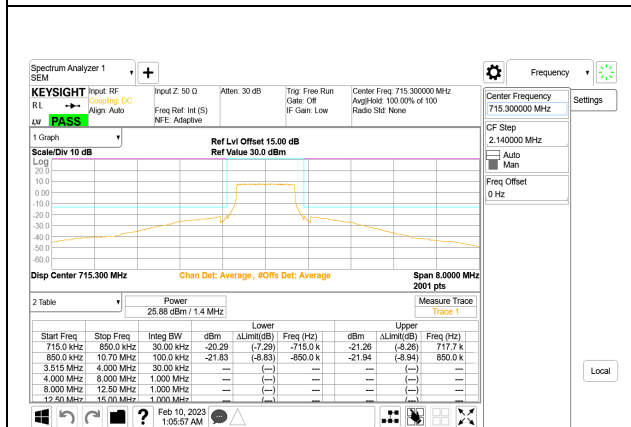 Spectrum Analyzer 1
SEM
+
Frequency
KEYSIGHT Input: RF Input Z: 50 Ω Atten: 30 dB Trig: Free Run Center Freq: 715.300000 MHz
RL Coupling: DC Gate: Off Avg|Hold: 100.00% of 100
Align: Auto Freq Ref: Int (S) IF Gain: Low Radio Std: None
LXI PASS NFE: Adaptive
Center Frequency
715.300000 MHz
Settings
CF Step
2.140000 MHz
Auto
Man
Freq Offset
0 Hz
1 Graph
Ref Lvl Offset 15.00 dB
Scale/Div 10 dB Ref Value 30.0 dBm
Log
20.0
10.0
0.00
-10.0
-20.0
-30.0
-40.0
-50.0
-60.0
Disp Center 715.300 MHz Chan Det: Average , #Offs Det: Average Span 8.0000 MHz
2001 pts
2 Table Power Measure Trace
25.88 dBm / 1.4 MHz Trace 1
Lower Upper
Start Freq Stop Freq Integ BW dBm ΔLimit(dB) Freq (Hz) dBm ΔLimit(dB) Freq (Hz)
715.0 kHz 850.0 kHz 30.00 kHz -20.29 (-7.29) -715.0 k -21.26 (-8.26) 717.7 k
850.0 kHz 10.70 MHz 100.0 kHz -21.83 (-8.83) -850.0 k -21.94 (-8.94) 850.0 k
3.515 MHz 4.000 MHz 30.00 kHz --- (---) --- (---)
4.000 MHz 8.000 MHz 1.000 MHz --- (---) --- (---)
8.000 MHz 12.50 MHz 1.000 MHz --- (---) --- (---)
12.50 MHz 15.00 MHz 1.000 MHz --- (---) --- (---)
Local
? Feb 10, 2023
1:05:57 AM